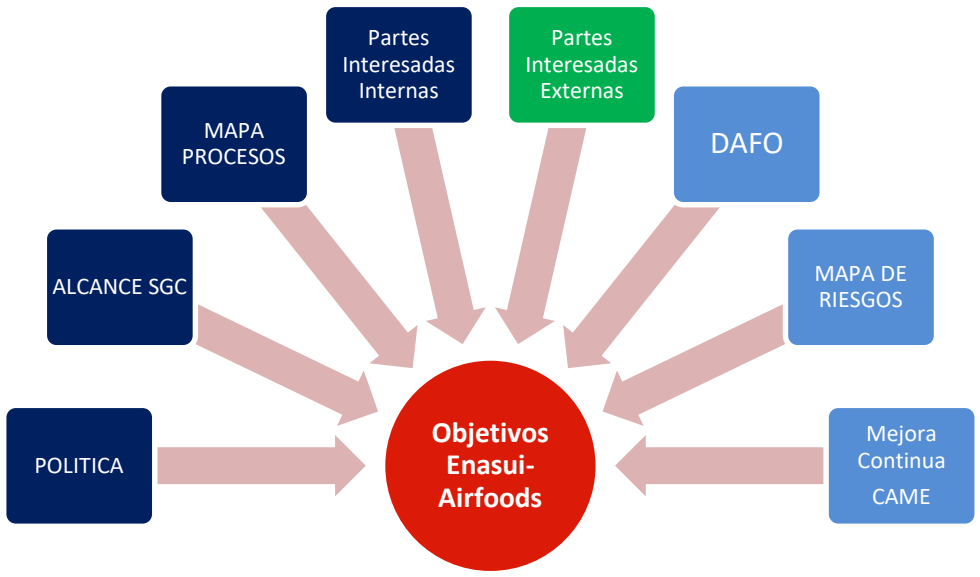 Partes
Interesadas
Internas
Partes
Interesadas
Externas
MAPA
PROCESOS
DAFO
ALCANCE SGC
MAPA DE
RIESGOS
POLITICA
Objetivos
Enasui-
Airfoods
Mejora
Continua
CAME